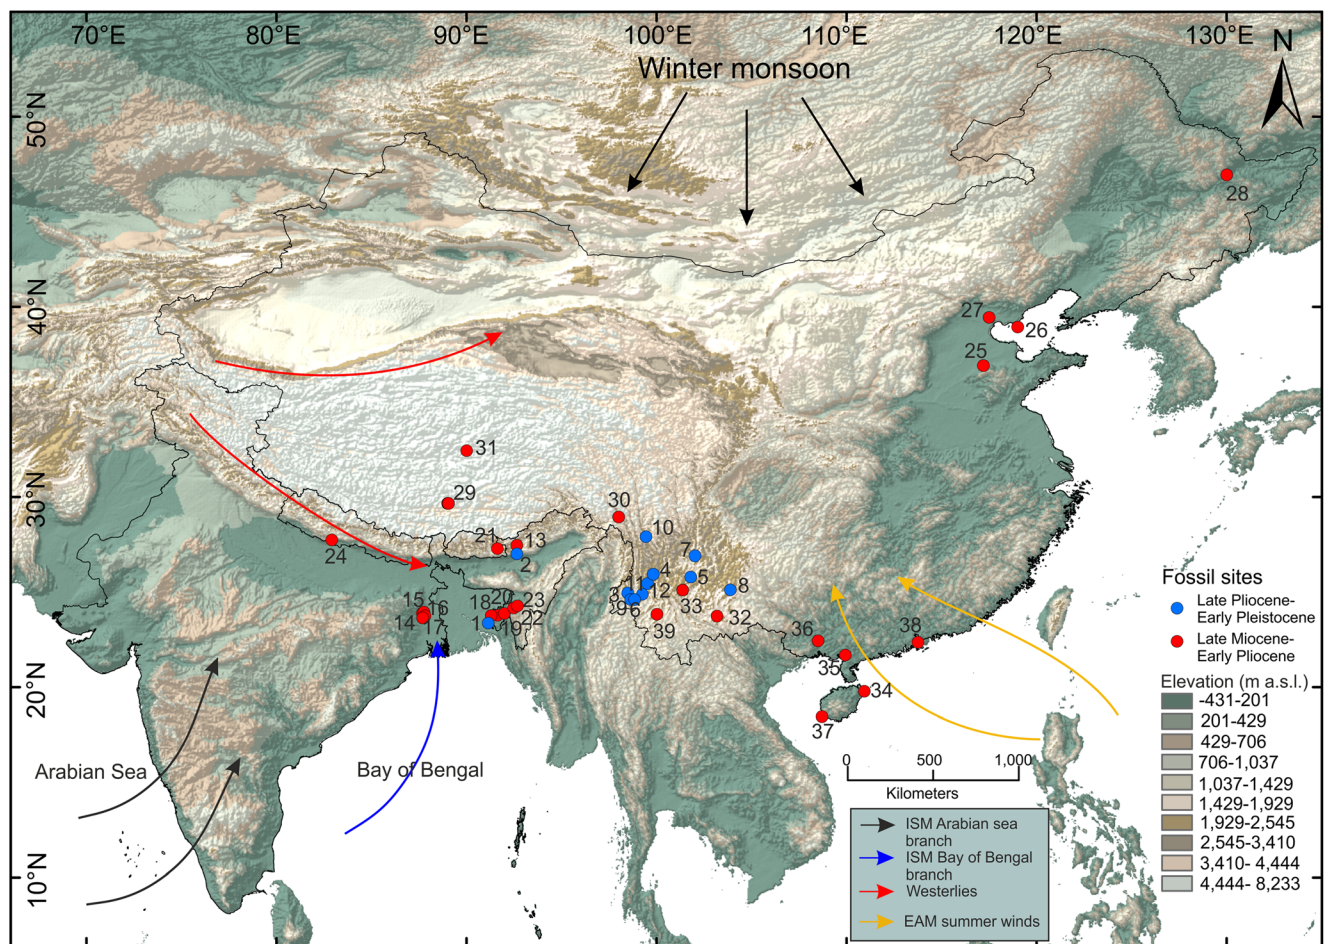 70°E 80°E 90°E 100°E 110°E 120°E 130°E
N
Winter monsoon
50°N
40°N
30°N
20°N
10°N
28
27
26
25
31
29
30
10
24
21
13
2
7
4
5
8
11
12
3
9
6
33
39
32
15
16
14
17
18
20
23
1
19
22
36
38
35
34
37
Arabian Sea
Bay of Bengal
Fossil sites
Late Pliocene-
Early Pleistocene
Late Miocene-
Early Pliocene
Elevation (m a.s.l.)
-431-201
201-429
429-706
706-1,037
1,037-1,429
1,429-1,929
1,929-2,545
2,545-3,410
3,410- 4,444
4,444- 8,233
0 500 1,000
Kilometers
ISM Arabian sea
branch
ISM Bay of Bengal
branch
Westerlies
EAM summer winds